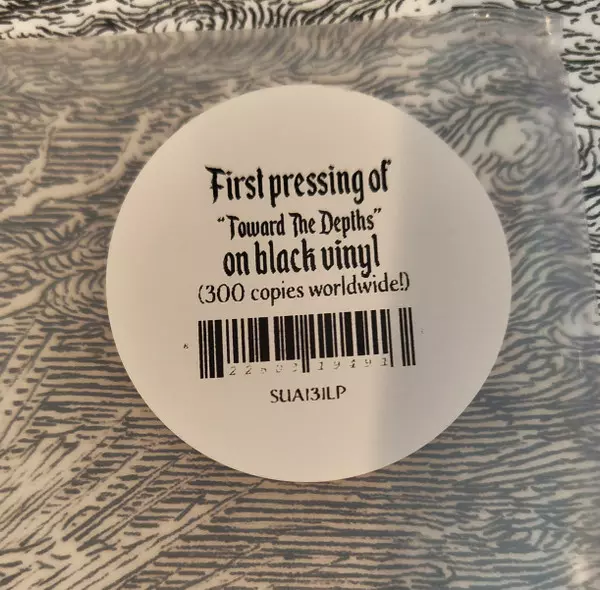 First pressing of
"Toward The Depths"
on black vinyl
(300 copies worldwide!)
SUA131LP